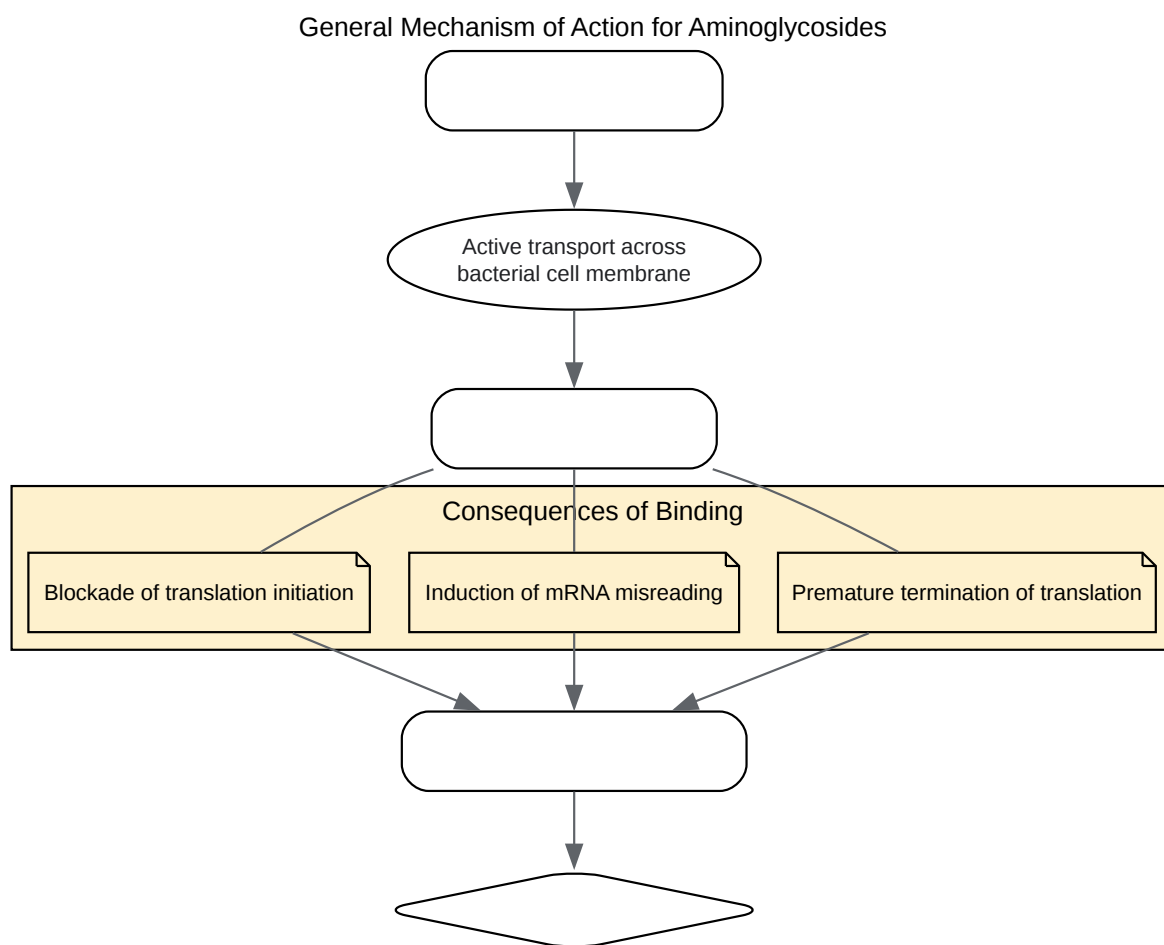 General Mechanism of Action for Aminoglycosides
Active transport across
bacterial cell membrane
Consequences of Binding
Blockade of translation initiation
Induction of mRNA misreading
Premature termination of translation